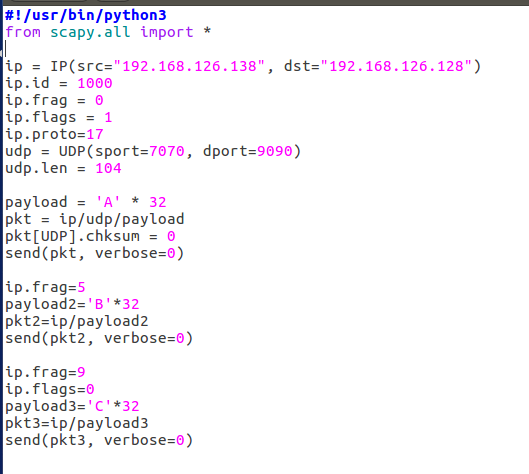 #!/usr/bin/python3
from scapy.all import *
ip = IP(src="192.168.126.138", dst="192.168.126.128")
ip.id = 1000
ip.frag = 0
ip.flags = 1
ip.proto=17
udp = UDP(sport=7070, dport=9090)
udp.len = 104
payload = 'A' * 32
pkt = ip/udp/payload
pkt[UDP].chksum = 0
send(pkt, verbose=0)
ip.frag=5
payload2='B'*32
pkt2=ip/payload2
send(pkt2, verbose=0)
ip.frag=9
ip.flags=0
payload3='C'*32
pkt3=ip/payload3
send(pkt3, verbose=0)